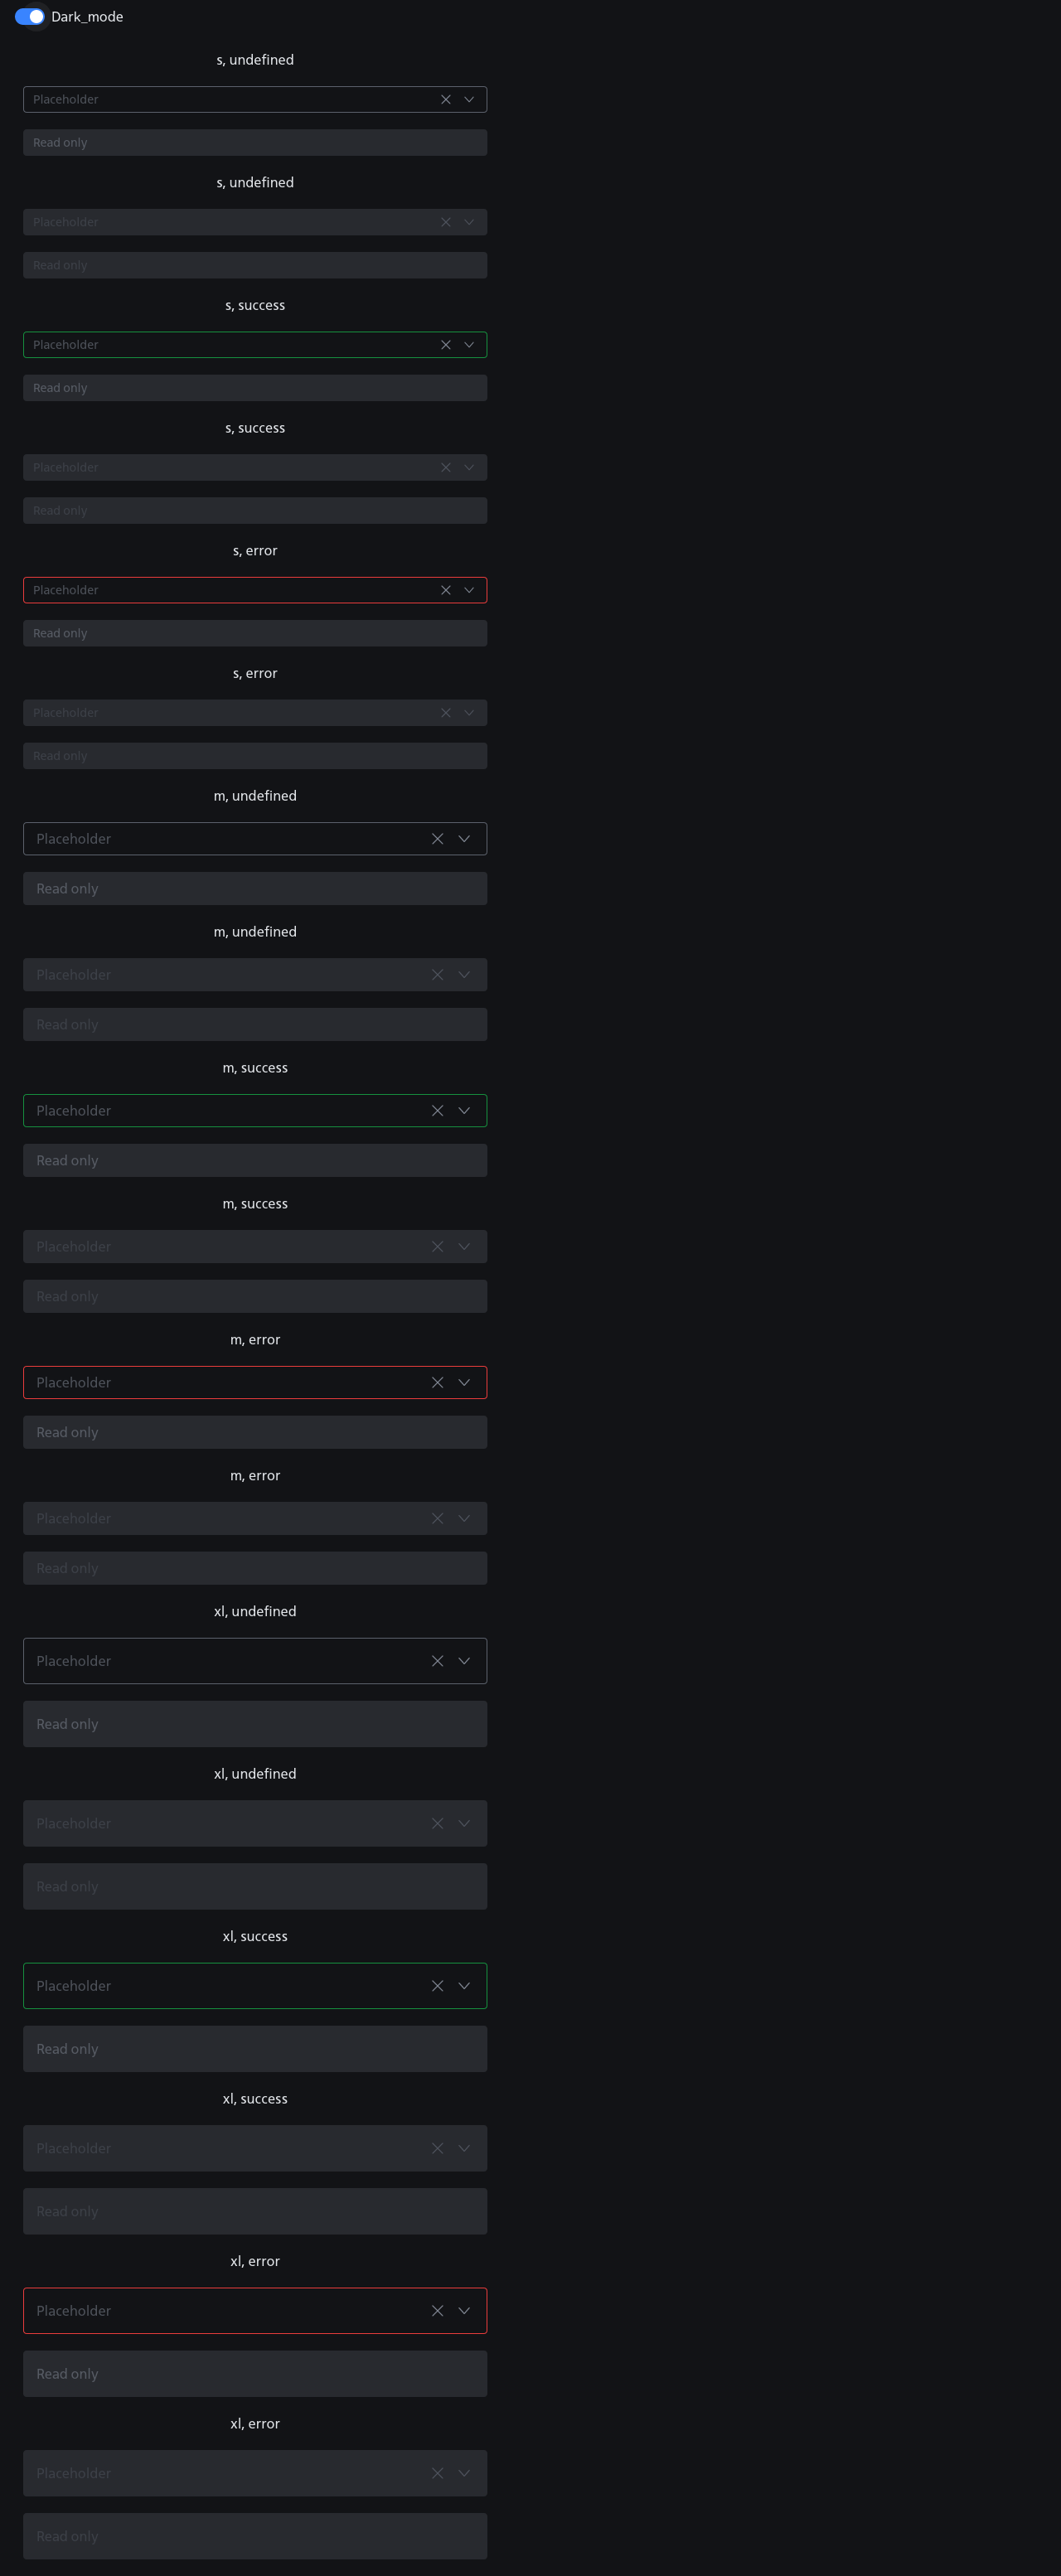 Dark_mode
s, undefined
Placeholder
Read only
s, undefined
Placeholder
Read only
s, success
Placeholder
Read only
s, success
Placeholder
Read only
s, error
Placeholder
Read only
s, error
Placeholder
Read only
m, undefined
Placeholder
Read only
m, undefined
Placeholder
Read only
m, success
Placeholder
Read only
m, success
Placeholder
Read only
m, error
Placeholder
Read only
m, error
Placeholder
Read only
xl, undefined
Placeholder
Read only
xl, undefined
Placeholder
Read only
xl, success
Placeholder
Read only
xl, success
Placeholder
Read only
xl, error
Placeholder
Read only
xl, error
Placeholder
Read only